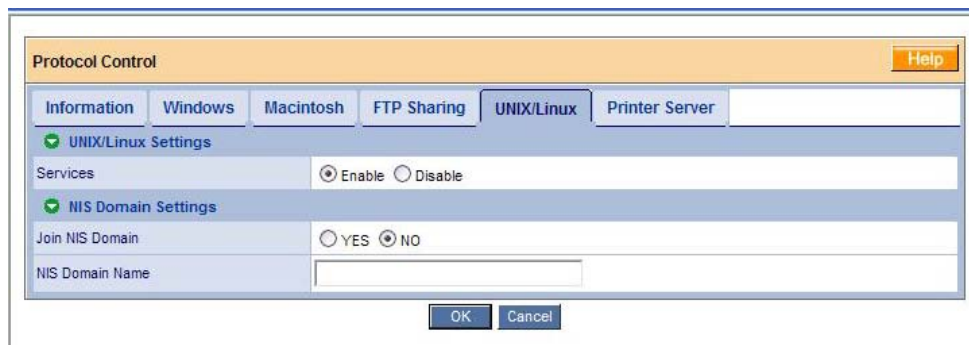 Protocol Control Help
Information Windows Macintosh FTP Sharing UNIX/Linux Printer Server
UNIX/Linux Settings
Services Enable Disable
NIS Domain Settings
Join NIS Domain YES NO
NIS Domain Name
OK Cancel